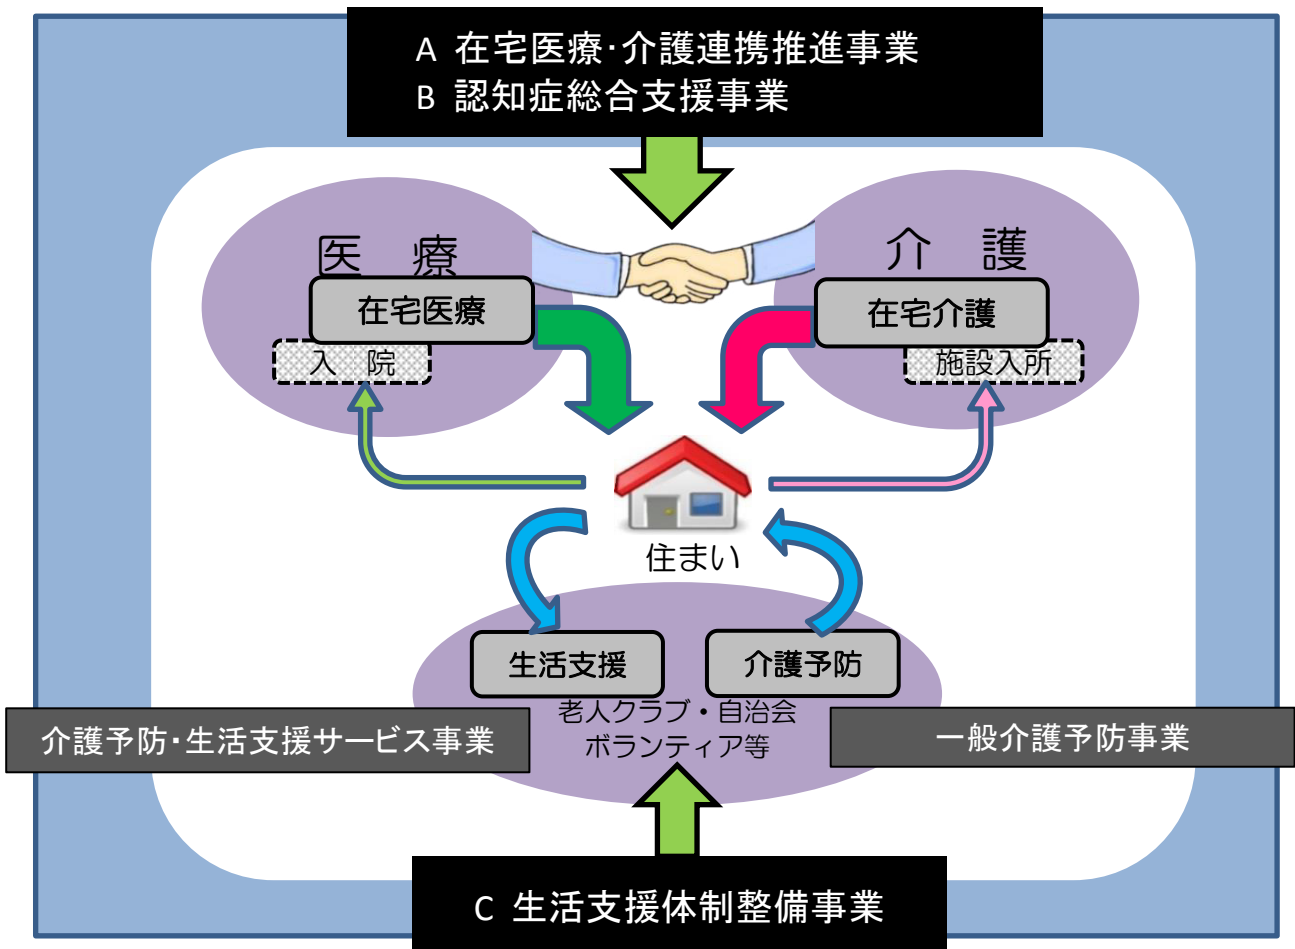 A 在宅医療・介護連携推進事業
B 認知症総合支援事業
医 療
介 護
在宅医療
在宅介護
入 院
施設入所
住まい
生活支援
介護予防
老人クラブ・自治会
ボランティア等
介護予防・生活支援サービス事業
一般介護予防事業
C 生活支援体制整備事業